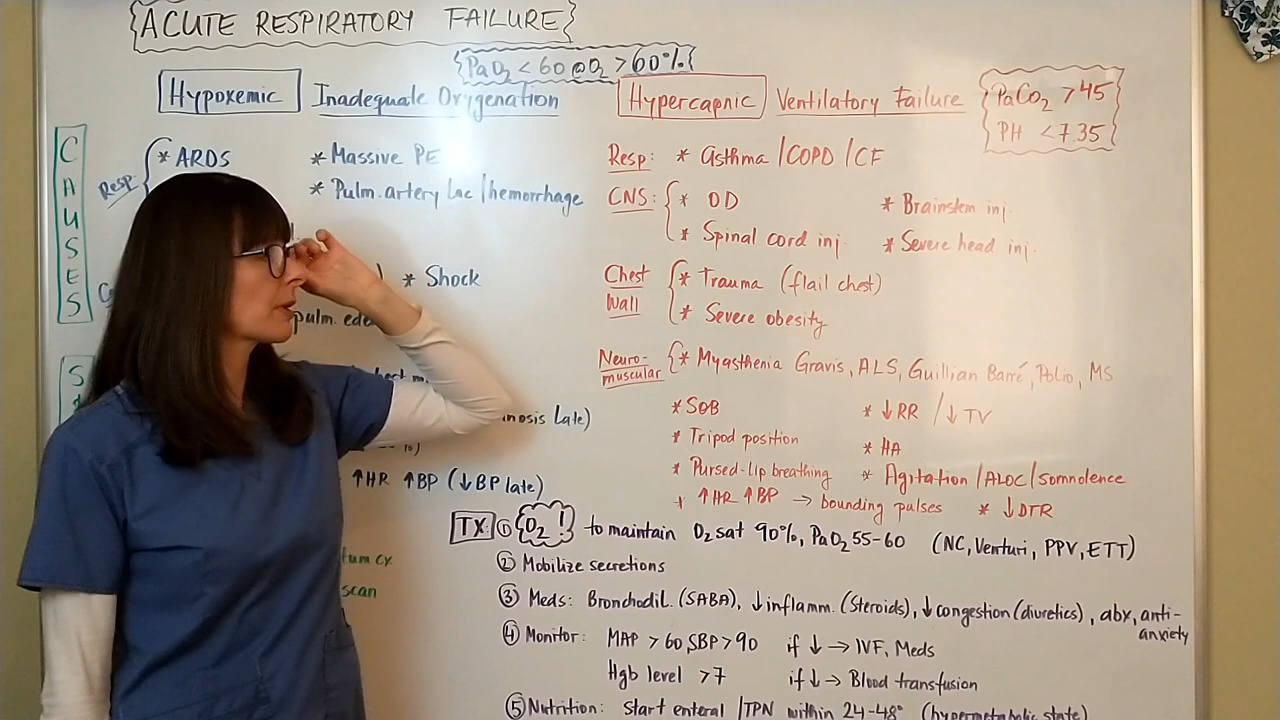 ACUTE RESPIRATORY FAILURE
PaO2 < 60 @ O2 > 60%
Hypoxemic Inadequate Oxygenation
Hypercapnic Ventilatory Failure
PaCO2 > 45
PH < 7.35
CAUSES
Resp:
* ARDS * Massive PE
* Pulm. artery lac / hemorrhage
* Shock
pulm.
Resp: * Asthma / COPD / CF
CNS: * OD * Brainstem inj.
* Spinal cord inj. * Severe head inj.
Chest Wall * Trauma (flail chest)
* Severe obesity
Neuro-muscular * Myasthenia Gravis, ALS, Guillian Barré, Polio, MS
late)
↑HR ↑BP (↓BP late)
scan
* SOB * ↓RR / ↓TV
* Tripod position * HA
* Pursed-lip breathing * Agitation / ALOC / somnolence
* ↑HR ↑BP → bounding pulses * ↓DTR
TX ① O2! to maintain O2 sat 90%, PaO2 55-60 (NC, Venturi, PPV, ETT)
② Mobilize secretions
③ Meds: Bronchodil. (SABA), ↓inflamm. (steroids), ↓congestion (diuretics), abx, anti-anxiety
④ Monitor: MAP > 60, SBP > 90 if ↓ → IVF, Meds
Hgb level > 7 if ↓ → Blood transfusion
⑤ Nutrition: Start enteral / TPN within 24-48° (hypermetabolic state)